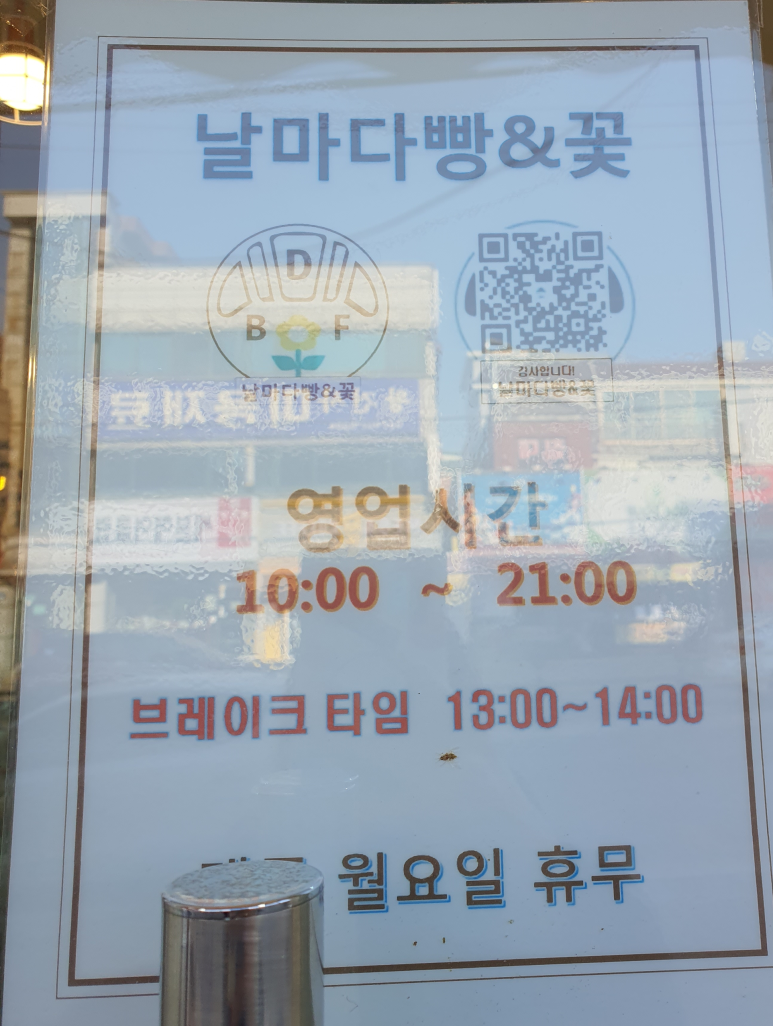 날마다빵&꽃
D
B F
날마다빵&꽃
감사합니다!
날마다빵&꽃
영업시간
10:00 ~ 21:00
브레이크 타임 13:00~14:00
월요일 휴무